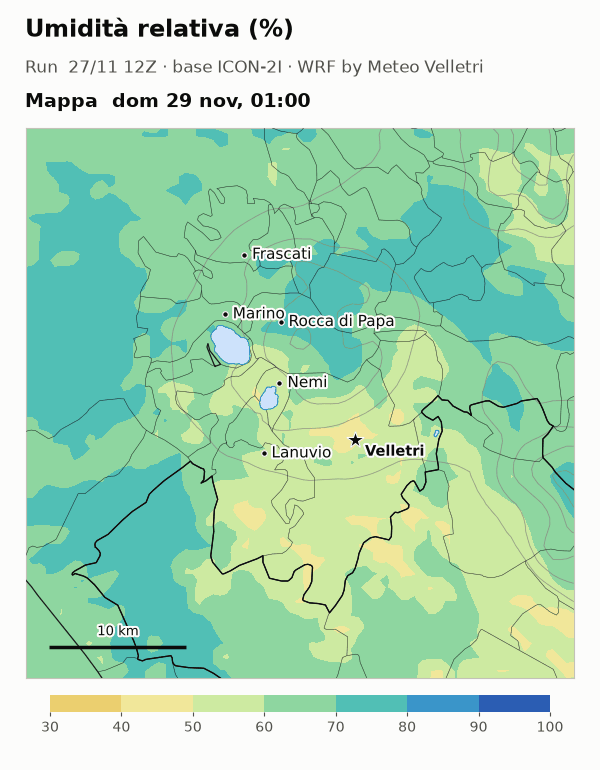 Umidità relativa (%)
Run  27/11 12Z · base ICON-2I · WRF by Meteo Velletri
Mappa  dom 29 nov, 01:00
Frascati
Marino
Rocca di Papa
Nemi
Velletri
Lanuvio
10 km
30 40 50 60 70 80 90 100